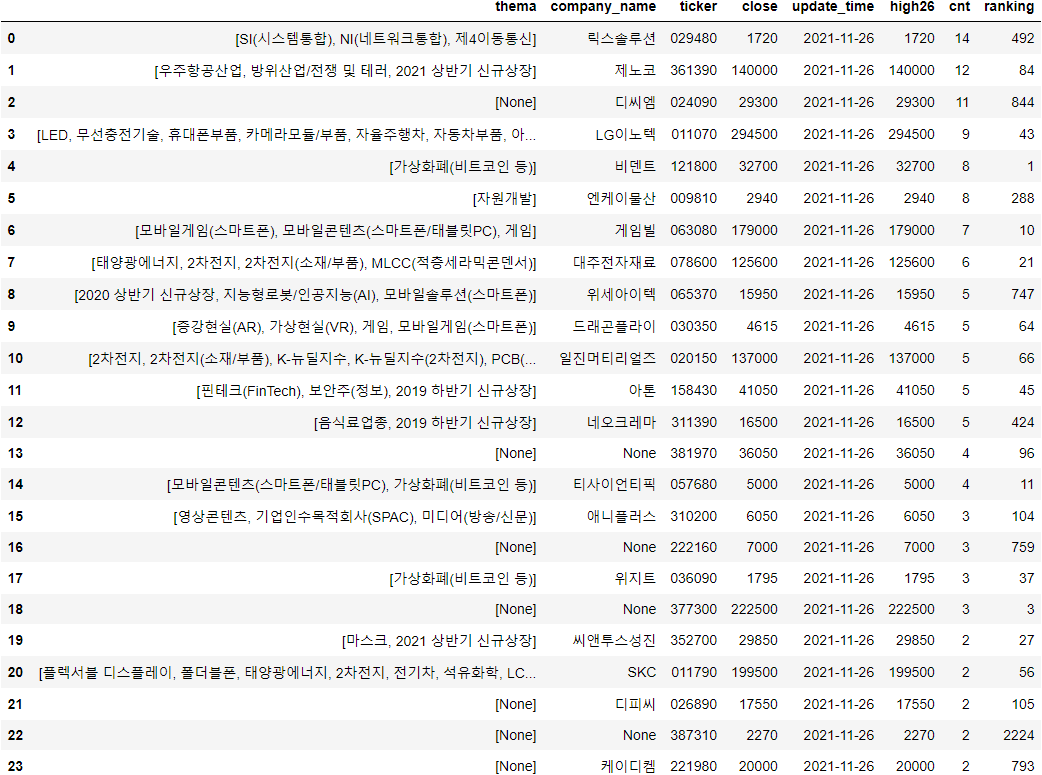 thema company_name ticker close update_time high26 cnt ranking
0 [SI(시스템통합), NI(네트워크통합), 제4이동통신] 릭스솔루션 029480 1720 2021-11-26 1720 14 492
1 [우주항공산업, 방위산업/전쟁 및 테러, 2021 상반기 신규상장] 제노코 361390 140000 2021-11-26 140000 12 84
2 [None] 디씨엠 024090 29300 2021-11-26 29300 11 844
3 [LED, 무선충전기술, 휴대폰부품, 카메라모듈/부품, 자율주행차, 자동차부품, 아... LG이노텍 011070 294500 2021-11-26 294500 9 43
4 [가상화폐(비트코인 등)] 비덴트 121800 32700 2021-11-26 32700 8 1
5 [자원개발] 엔케이물산 009810 2940 2021-11-26 2940 8 288
6 [모바일게임(스마트폰), 모바일콘텐츠(스마트폰/태블릿PC), 게임] 게임빌 063080 179000 2021-11-26 179000 7 10
7 [태양광에너지, 2차전지, 2차전지(소재/부품), MLCC(적층세라믹콘덴서)] 대주전자재료 078600 125600 2021-11-26 125600 6 21
8 [2020 상반기 신규상장, 지능형로봇/인공지능(AI), 모바일솔루션(스마트폰)] 위세아이텍 065370 15950 2021-11-26 15950 5 747
9 [증강현실(AR), 가상현실(VR), 게임, 모바일게임(스마트폰)] 드래곤플라이 030350 4615 2021-11-26 4615 5 64
10 [2차전지, 2차전지(소재/부품), K-뉴딜지수, K-뉴딜지수(2차전지), PCB(... 일진머티리얼즈 020150 137000 2021-11-26 137000 5 66
11 [핀테크(FinTech), 보안주(정보), 2019 하반기 신규상장] 아톤 158430 41050 2021-11-26 41050 5 45
12 [음식료업종, 2019 하반기 신규상장] 네오크레마 311390 16500 2021-11-26 16500 5 424
13 [None] None 381970 36050 2021-11-26 36050 4 96
14 [모바일콘텐츠(스마트폰/태블릿PC), 가상화폐(비트코인 등)] 티사이언티픽 057680 5000 2021-11-26 5000 4 11
15 [영상콘텐츠, 기업인수목적회사(SPAC), 미디어(방송/신문)] 애니플러스 310200 6050 2021-11-26 6050 3 104
16 [None] None 222160 7000 2021-11-26 7000 3 759
17 [가상화폐(비트코인 등)] 위지트 036090 1795 2021-11-26 1795 3 37
18 [None] None 377300 222500 2021-11-26 222500 3 3
19 [마스크, 2021 상반기 신규상장] 씨앤투스성진 352700 29850 2021-11-26 29850 2 27
20 [플렉서블 디스플레이, 폴더블폰, 태양광에너지, 2차전지, 전기차, 석유화학, LC... SKC 011790 199500 2021-11-26 199500 2 56
21 [None] 디피씨 026890 17550 2021-11-26 17550 2 105
22 [None] None 387310 2270 2021-11-26 2270 2 2224
23 [None] 케이디켐 221980 20000 2021-11-26 20000 2 793